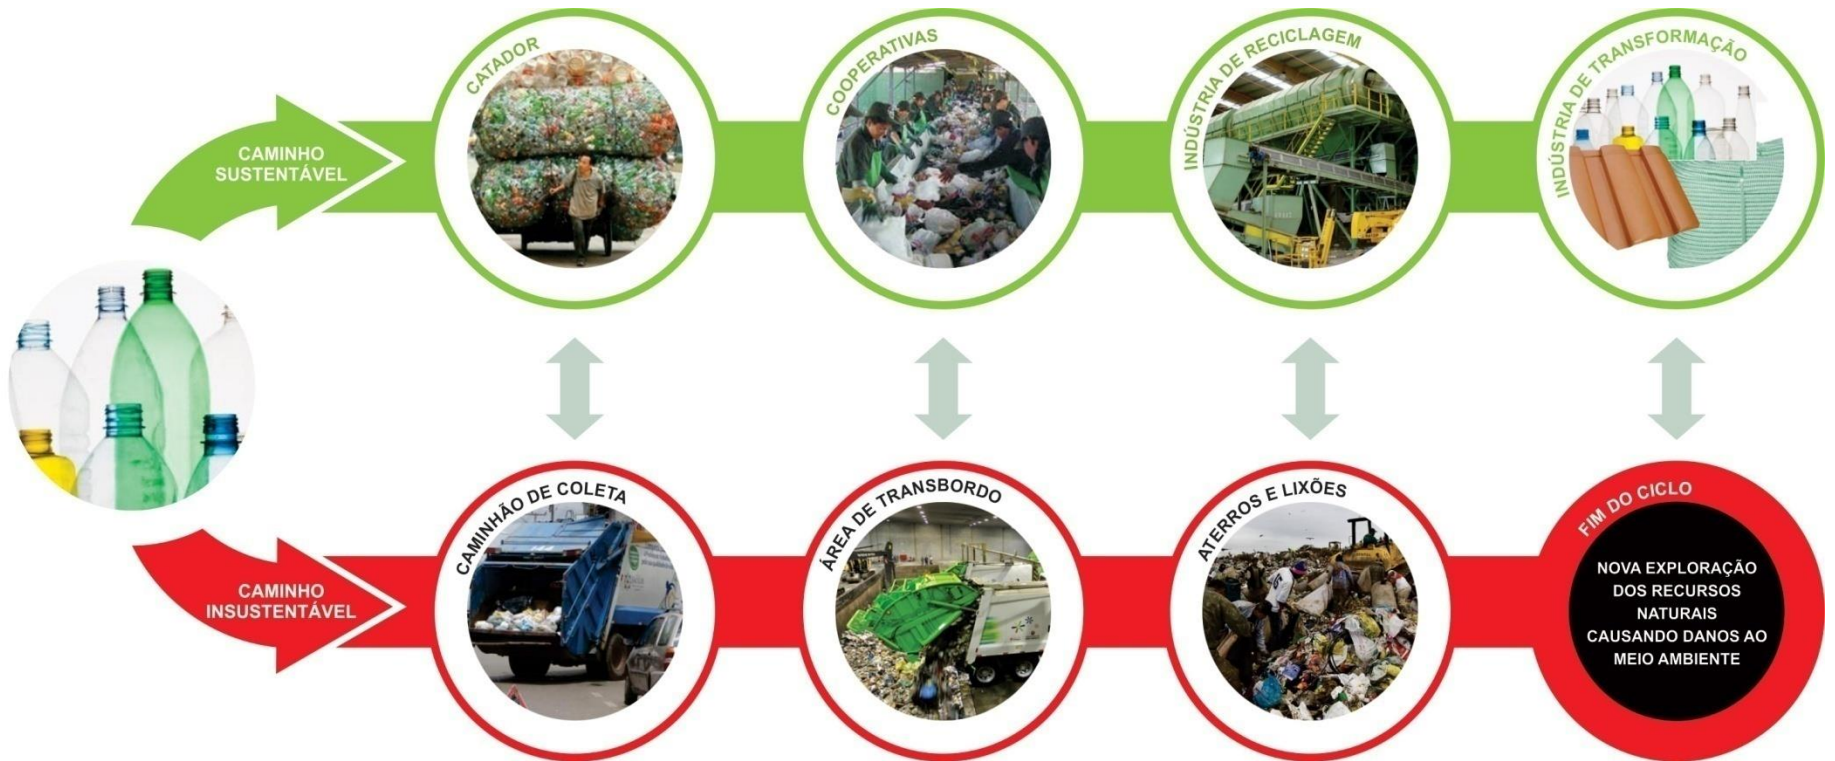 CAMINHO
SUSTENTÁVEL
CATADOR
COOPERATIVAS
INDÚSTRIA DE RECICLAGEM
INDÚSTRIA DE TRANSFORMAÇÃO
CAMINHO
INSUSTENTÁVEL
CAMINHÃO DE COLETA
ÁREA DE TRANSBORDO
ATERROS E LIXÕES
FIM DO CICLO
NOVA EXPLORAÇÃO
DOS RECURSOS
NATURAIS
CAUSANDO DANOS AO
MEIO AMBIENTE